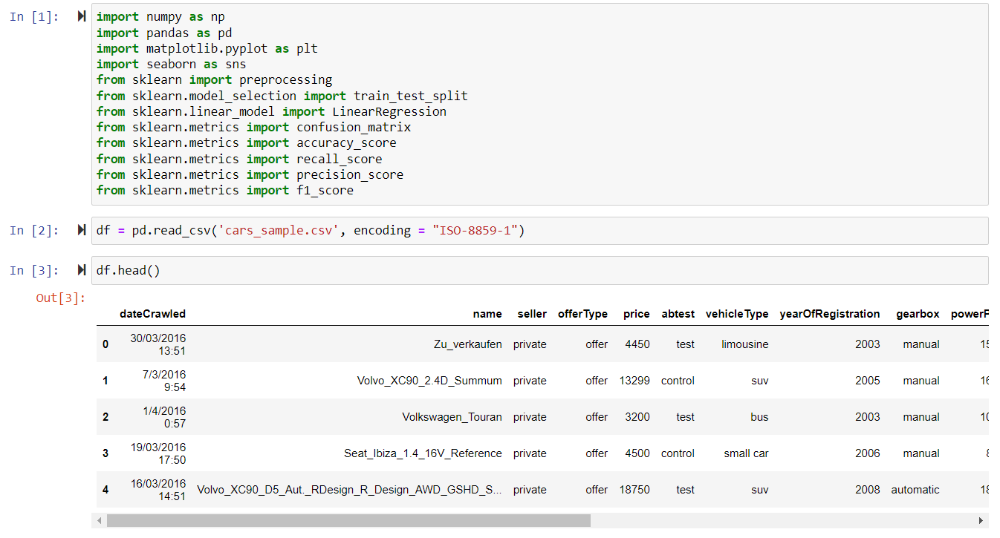 In [1]:
import numpy as np
import pandas as pd
import matplotlib.pyplot as plt
import seaborn as sns
from sklearn import preprocessing
from sklearn.model_selection import train_test_split
from sklearn.linear_model import LinearRegression
from sklearn.metrics import confusion_matrix
from sklearn.metrics import accuracy_score
from sklearn.metrics import recall_score
from sklearn.metrics import precision_score
from sklearn.metrics import f1_score
In [2]:
df = pd.read_csv('cars_sample.csv', encoding = "ISO-8859-1")
In [3]:
df.head()
Out[3]:
dateCrawled name seller offerType price abtest vehicleType yearOfRegistration gearbox
0 30/03/2016 13:51 Zu_verkaufen private offer 4450 test limousine 2003 manual
1 7/3/2016 9:54 Volvo_XC90_2.4D_Summum private offer 13299 control suv 2005 manual
2 1/4/2016 0:57 Volkswagen_Touran private offer 3200 test bus 2003 manual
3 19/03/2016 17:50 Seat_Ibiza_1.4_16V_Reference private offer 4500 control small car 2006 manual
4 16/03/2016 14:51 Volvo_XC90_D5_Aut._RDesign_R_Design_AWD_GSHD_S... private offer 18750 test suv 2008 automatic